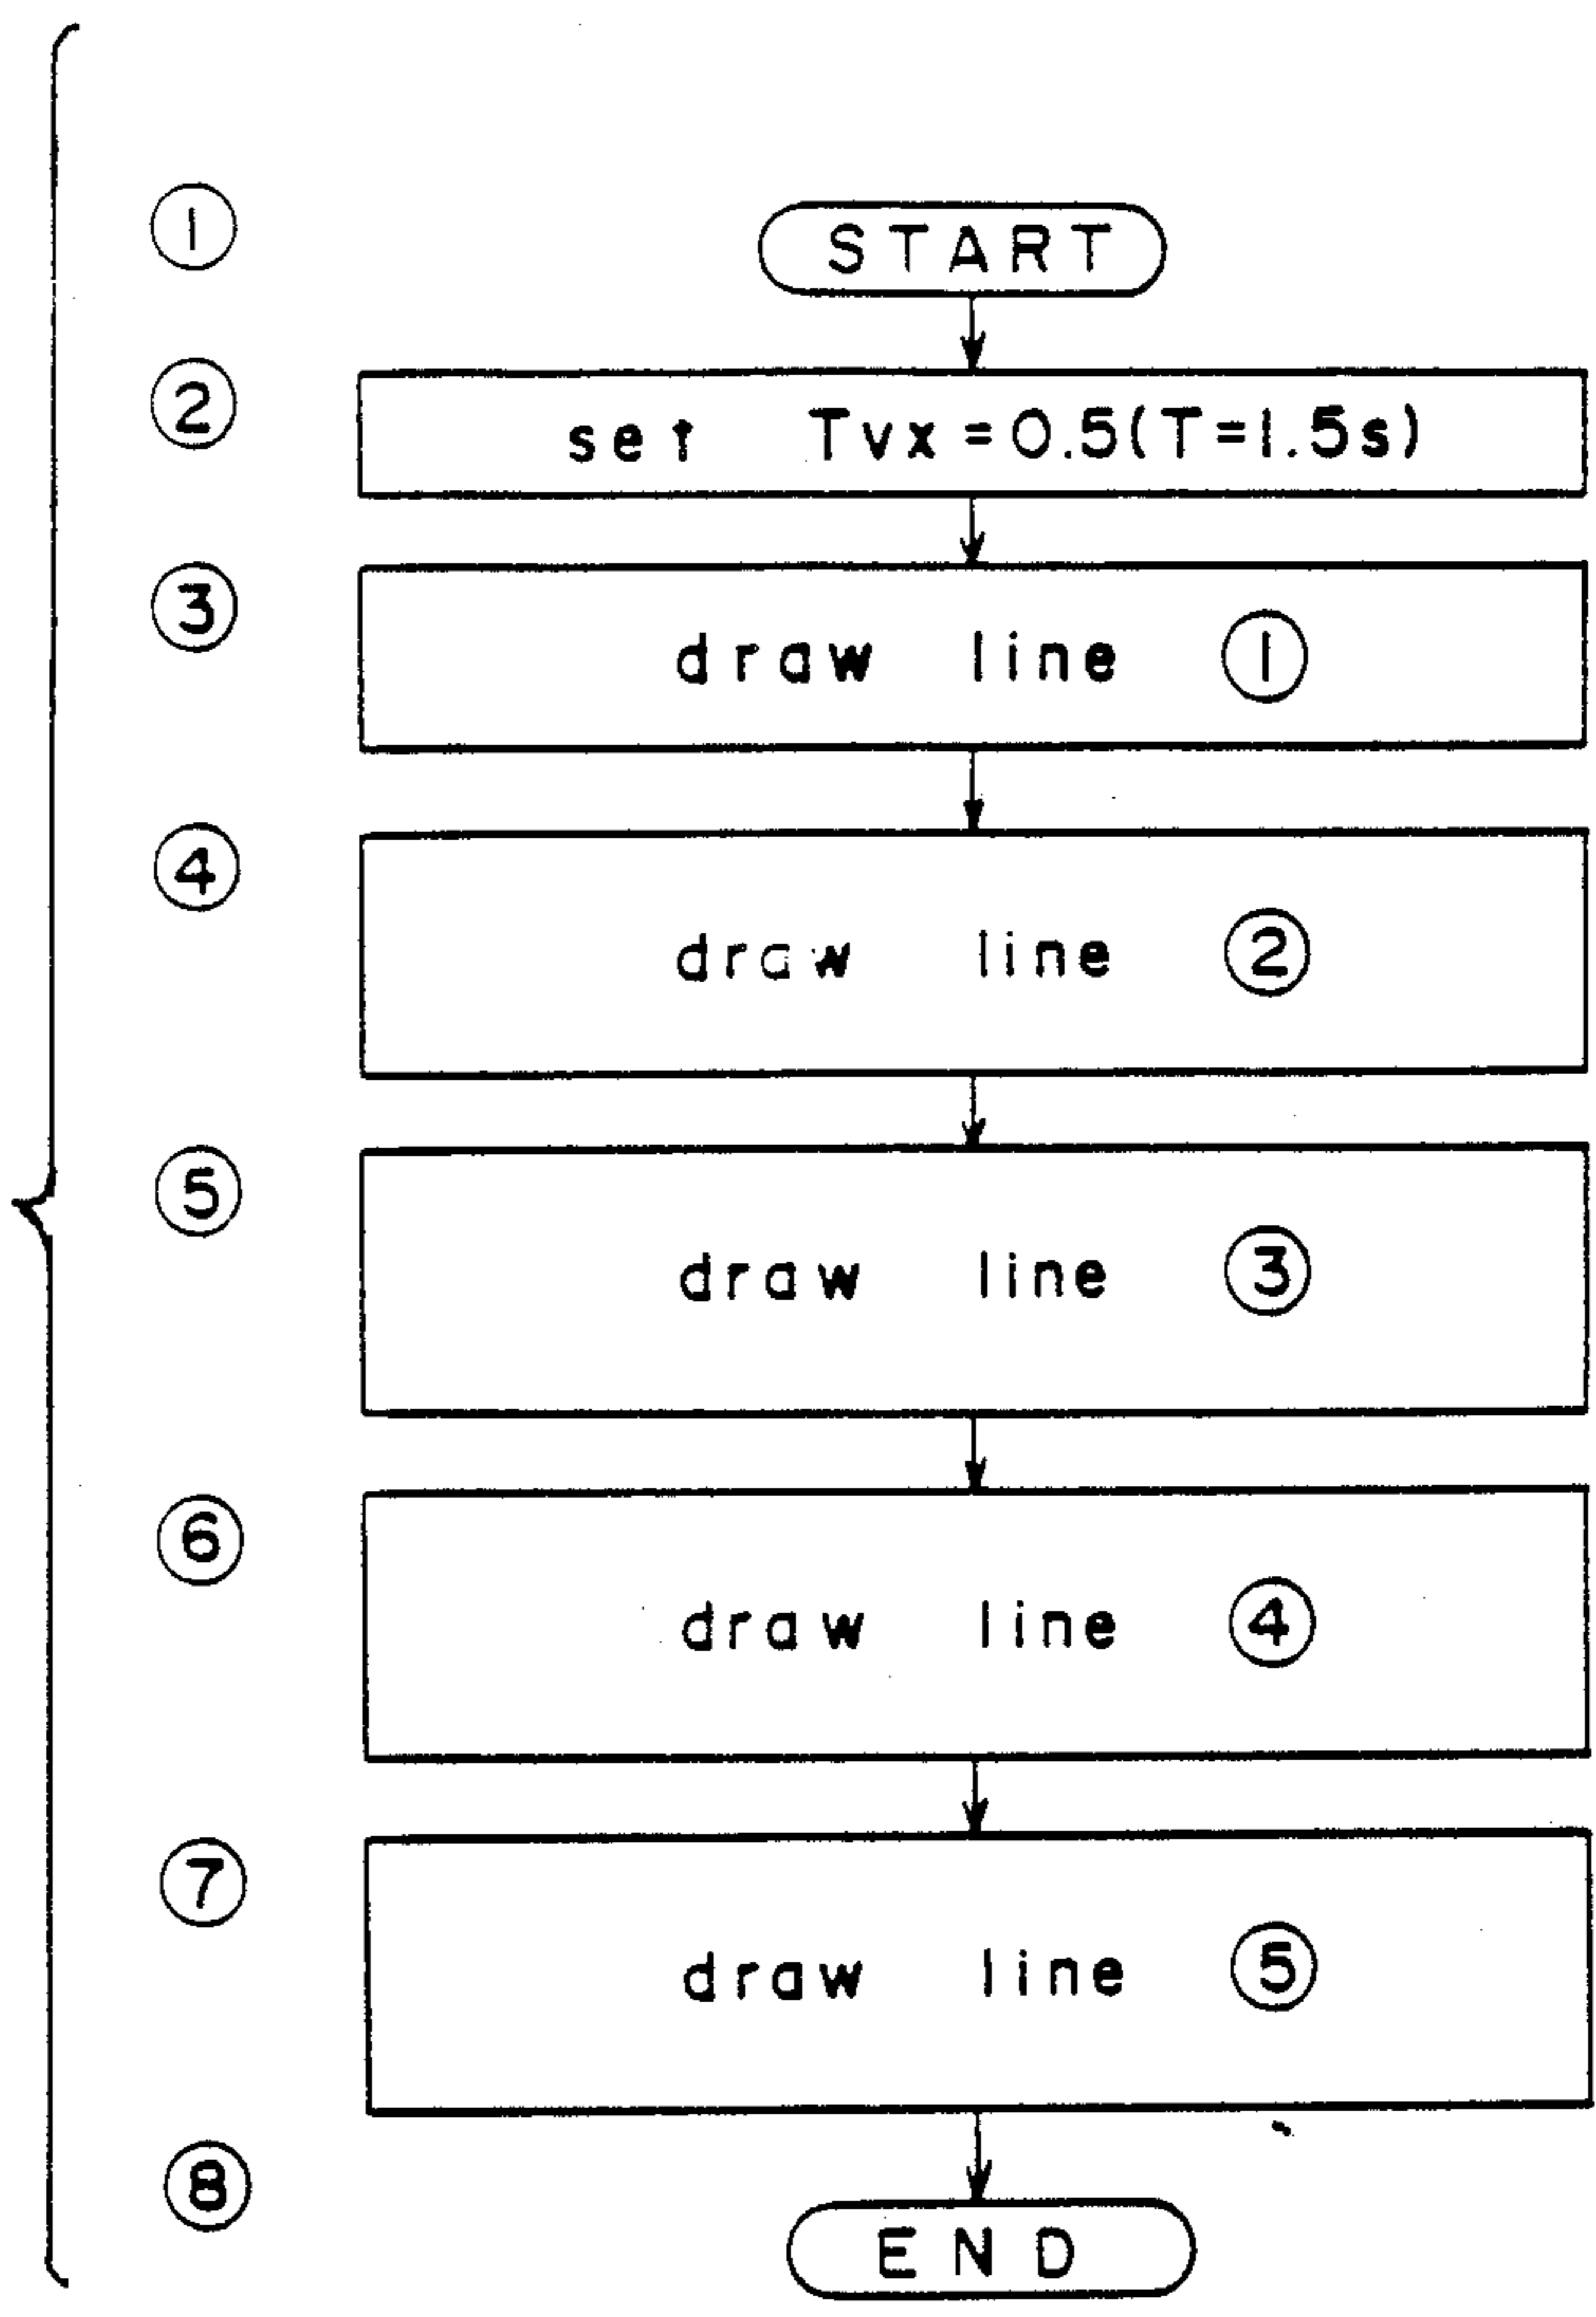 ① START
② set Tvx=0.5(T=1.5s)
③ draw line ①
④ draw line ②
⑤ draw line ③
⑥ draw line ④
⑦ draw line ⑤
⑧ END